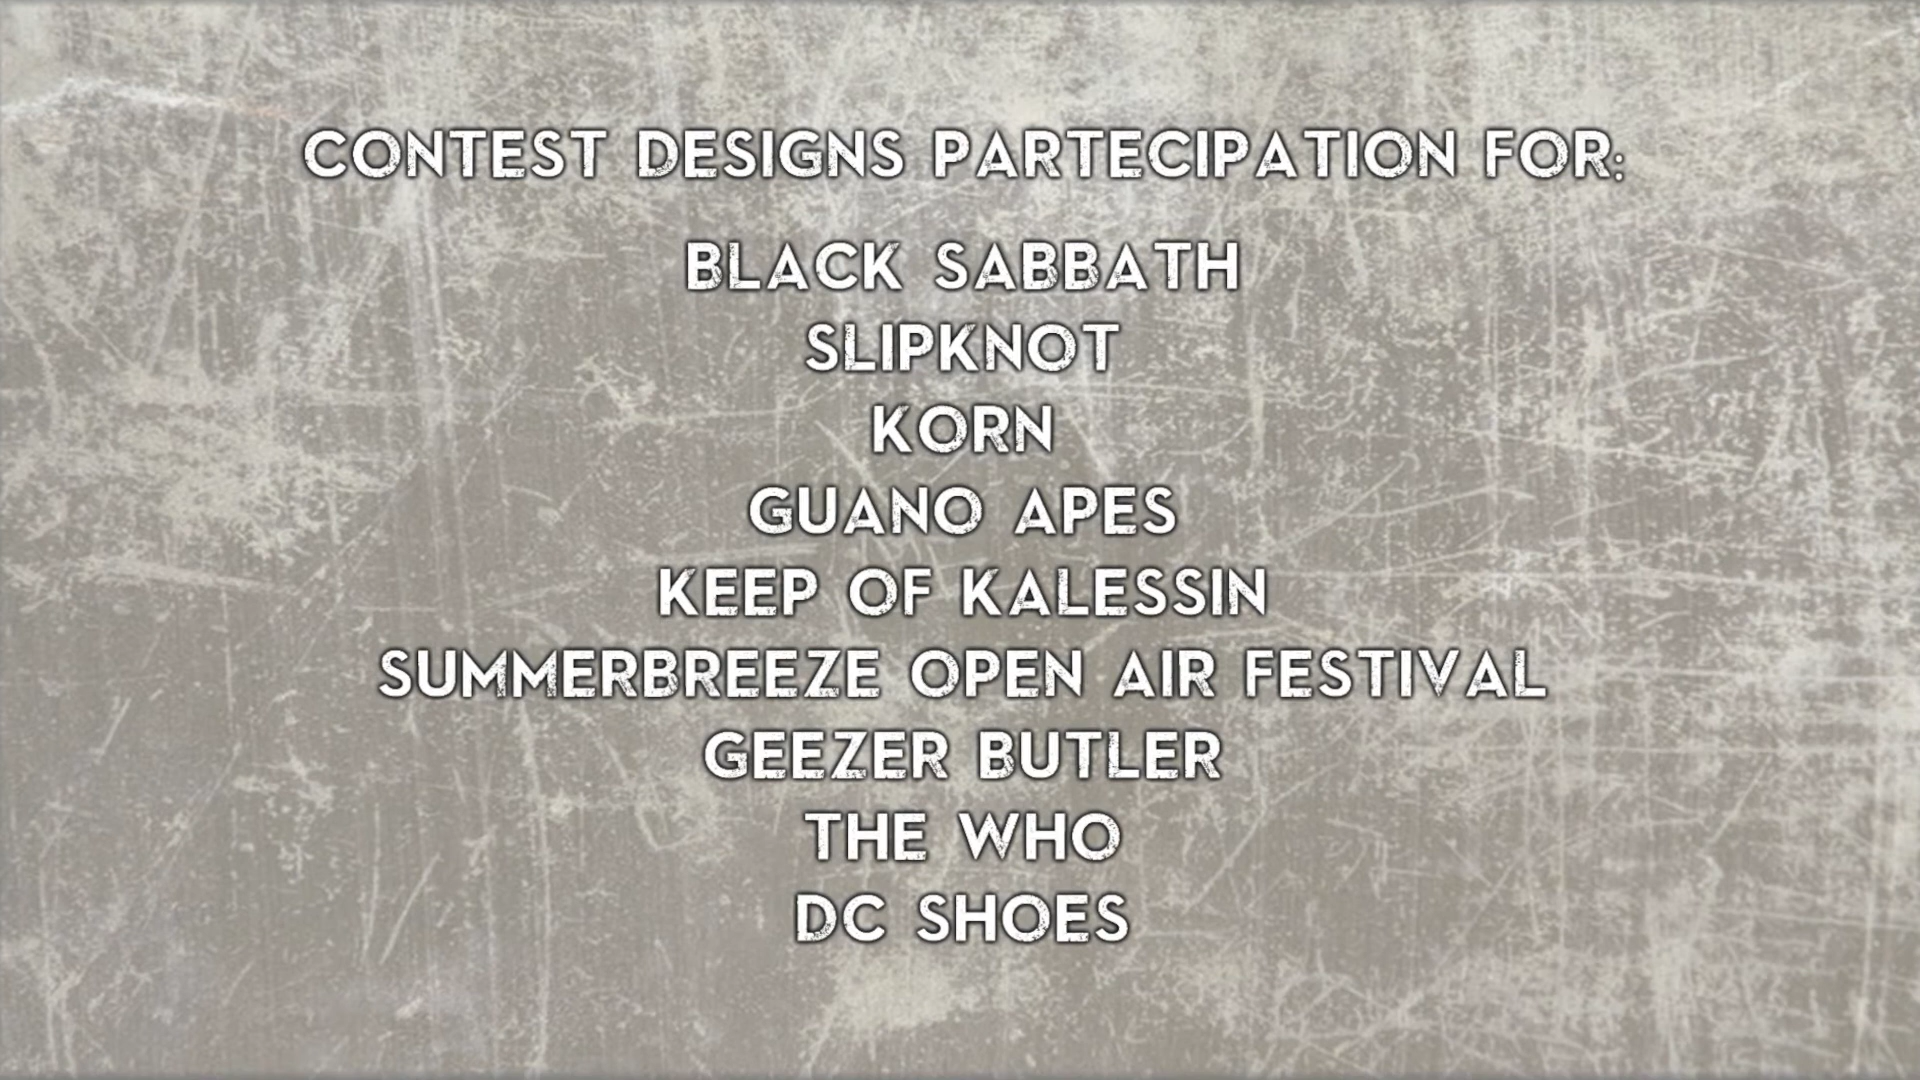 CONTEST DESIGNS PARTECIPATION FOR:
BLACK SABBATH
SLIPKNOT
KORN
GUANO APES
KEEP OF KALESSIN
SUMMERBREEZE OPEN AIR FESTIVAL
GEEZER BUTLER
THE WHO
DC SHOES